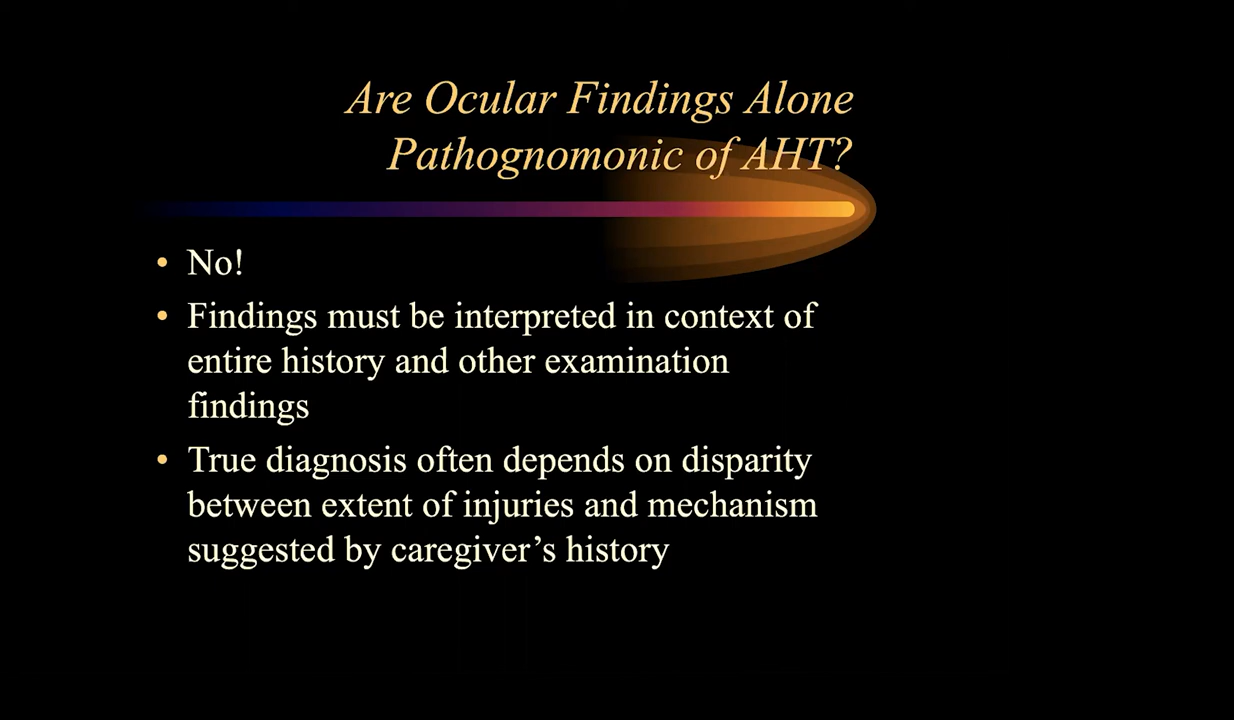 Are Ocular Findings Alone
Pathognomonic of AHT?
• No!
• Findings must be interpreted in context of
entire history and other examination
findings
• True diagnosis often depends on disparity
between extent of injuries and mechanism
suggested by caregiver’s history